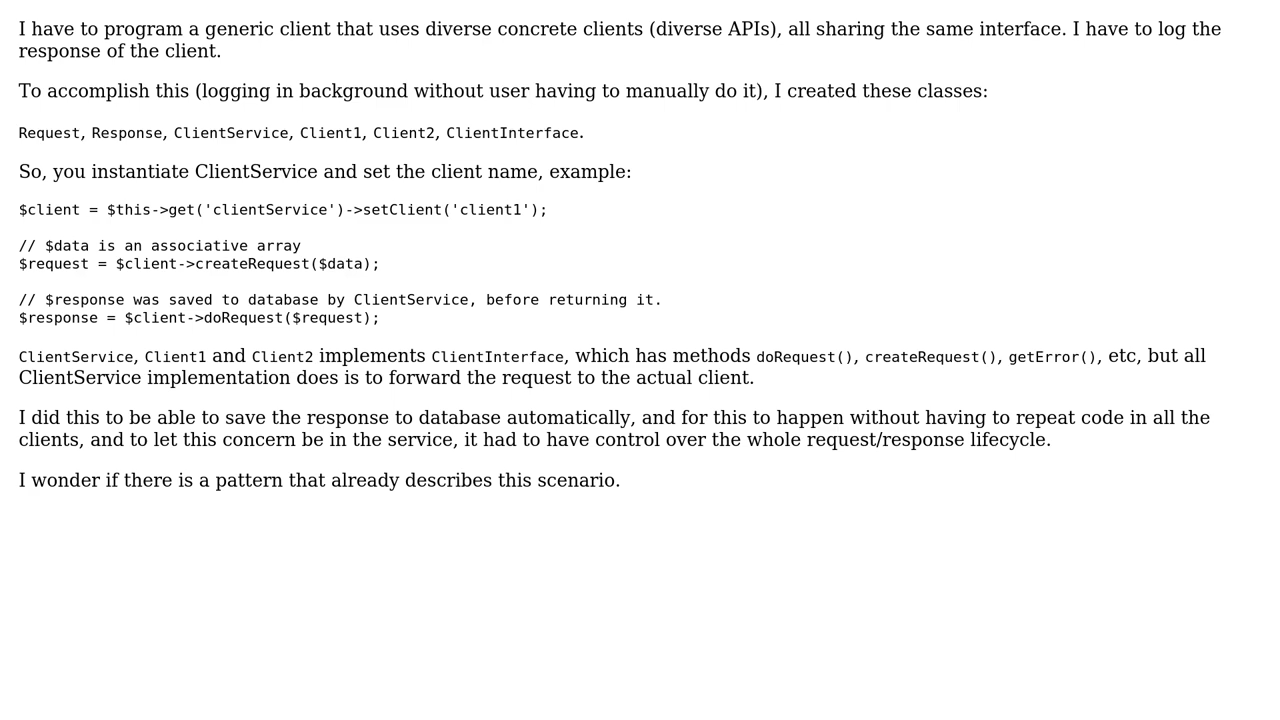 I have to program a generic client that uses diverse concrete clients (diverse APIs), all sharing the same interface. I have to log the
response of the client.
To accomplish this (logging in background without user having to manually do it), I created these classes:
Request, Response, ClientService, Client1, Client2, ClientInterface.
So, you instantiate ClientService and set the client name, example:
$client = $this->get('clientService')->setClient('client1');
// $data is an associative array
$request = $client->createRequest($data);
// $response was saved to database by ClientService, before returning it.
$response = $client->doRequest($request);
ClientService, Client1 and Client2 implements ClientInterface, which has methods doRequest(), createRequest(), getError(), etc, but all
ClientService implementation does is to forward the request to the actual client.
I did this to be able to save the response to database automatically, and for this to happen without having to repeat code in all the
clients, and to let this concern be in the service, it had to have control over the whole request/response lifecycle.
I wonder if there is a pattern that already describes this scenario.